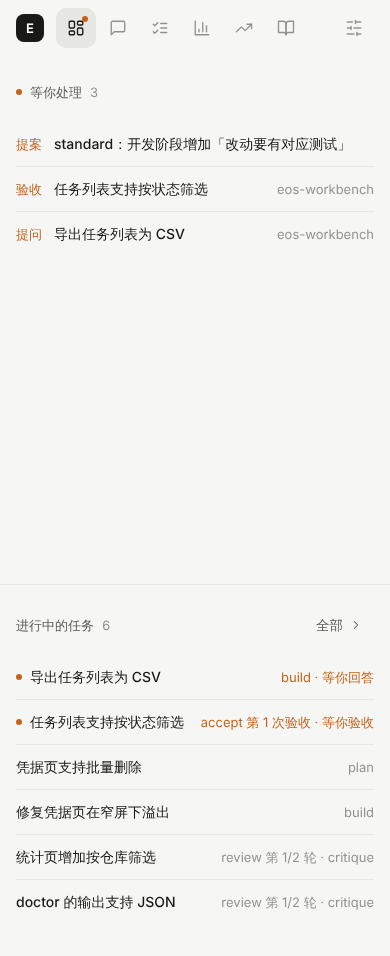 E
等你处理 3
提案 standard：开发阶段增加「改动要有对应测试」
验收 任务列表支持按状态筛选 eos-workbench
提问 导出任务列表为 CSV eos-workbench
进行中的任务 6 全部
导出任务列表为 CSV build · 等你回答
任务列表支持按状态筛选 accept 第 1 次验收 · 等你验收
凭据页支持批量删除 plan
修复凭据页在窄屏下溢出 build
统计页增加按仓库筛选 review 第 1/2 轮 · critique
doctor 的输出支持 JSON review 第 1/2 轮 · critique